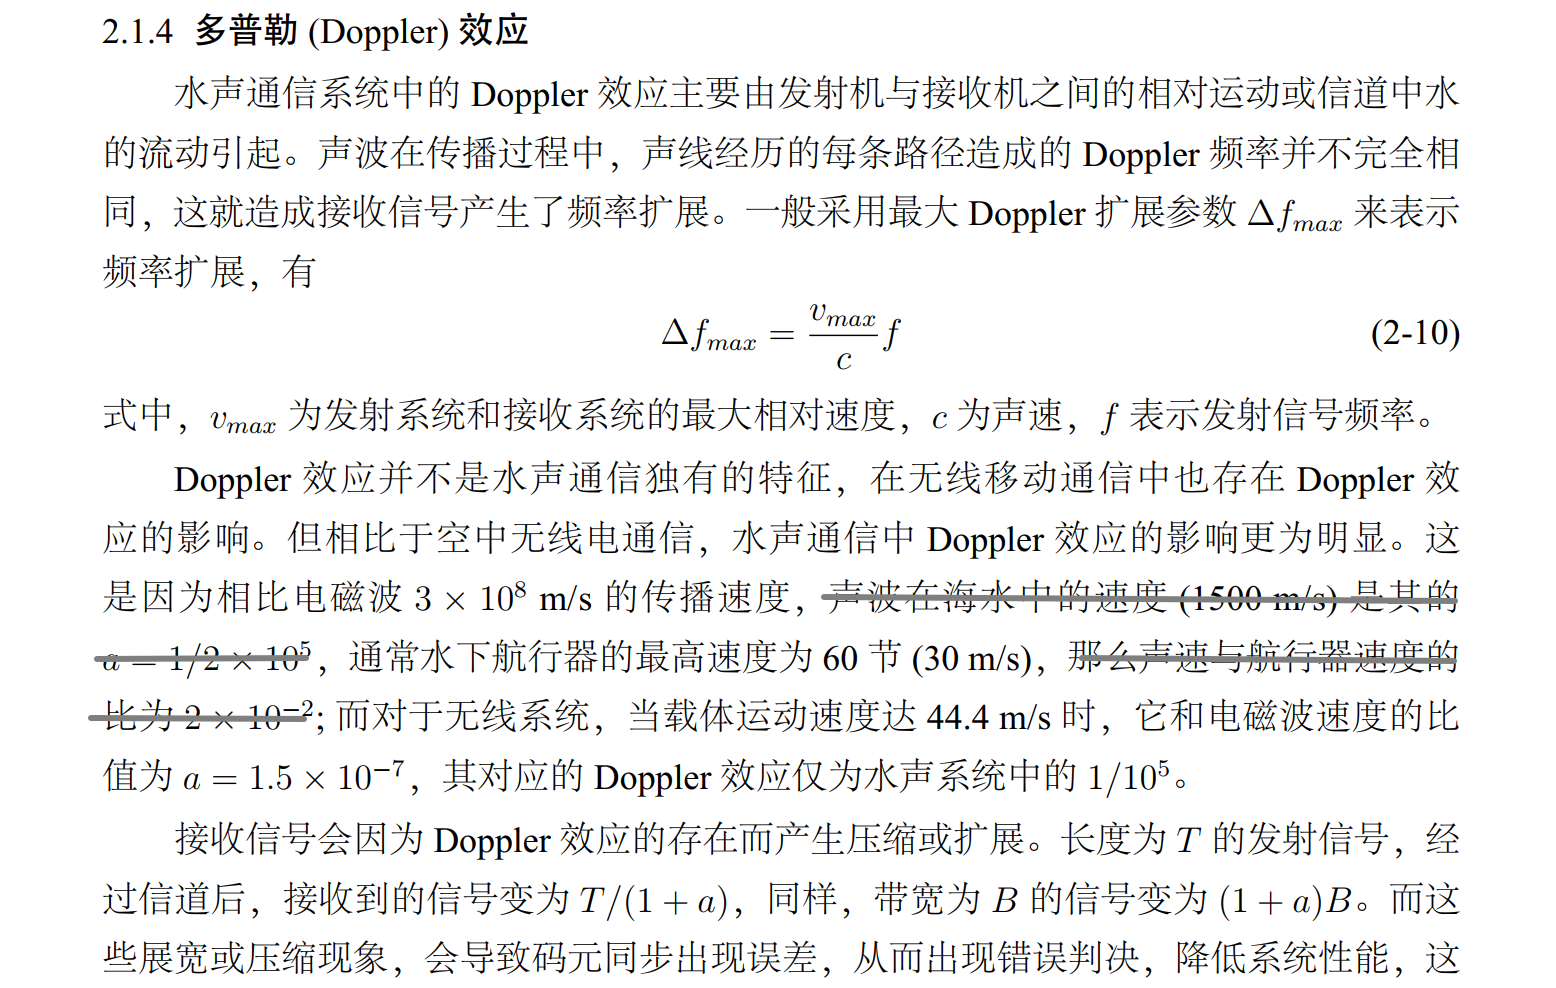 2.1.4 多普勒 (Doppler) 效应
水声通信系统中的 Doppler 效应主要由发射机与接收机之间的相对运动或信道中水
的流动引起。声波在传播过程中，声线经历的每条路径造成的 Doppler 频率并不完全相
同，这就造成接收信号产生了频率扩展。一般采用最大 Doppler 扩展参数 Δf_{max} 来表示
频率扩展，有
Δf_{max} = \frac{v_{max}}{c} f (2-10)
式中，v_{max} 为发射系统和接收系统的最大相对速度，c 为声速，f 表示发射信号频率。
Doppler 效应并不是水声通信独有的特征，在无线移动通信中也存在 Doppler 效
应的影响。但相比于空中无线电通信，水声通信中 Doppler 效应的影响更为明显。这
是因为相比电磁波 3 × 10⁸ m/s 的传播速度，声波在海水中的速度 (1500 m/s) 是其的
a = 1/2 × 10⁵，通常水下航行器的最高速度为 60 节 (30 m/s)，那么声速与航行器速度的
比为 2 × 10⁻²; 而对于无线系统，当载体运动速度达 44.4 m/s 时，它和电磁波速度的比
值为 a = 1.5 × 10⁻⁷，其对应的 Doppler 效应仅为水声系统中的 1/10⁵。
接收信号会因为 Doppler 效应的存在而产生压缩或扩展。长度为 T 的发射信号，经
过信道后，接收到的信号变为 T/(1 + a)，同样，带宽为 B 的信号变为 (1 + a)B。而这
些展宽或压缩现象，会导致码元同步出现误差，从而出现错误判决，降低系统性能，这